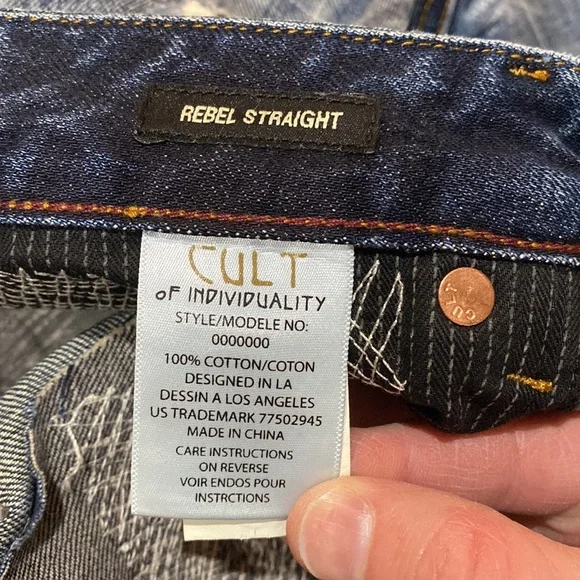 REBEL STRAIGHT
CULT
OF INDIVIDUALITY
STYLE/MODELE NO:
0000000
100% COTTON/COTON
DESIGNED IN LA
DESSIN A LOS ANGELES
US TRADEMARK 77502945
MADE IN CHINA
CARE INSTRUCTIONS
ON REVERSE
VOIR ENDOS POUR
INSTRCTIONS
CULT